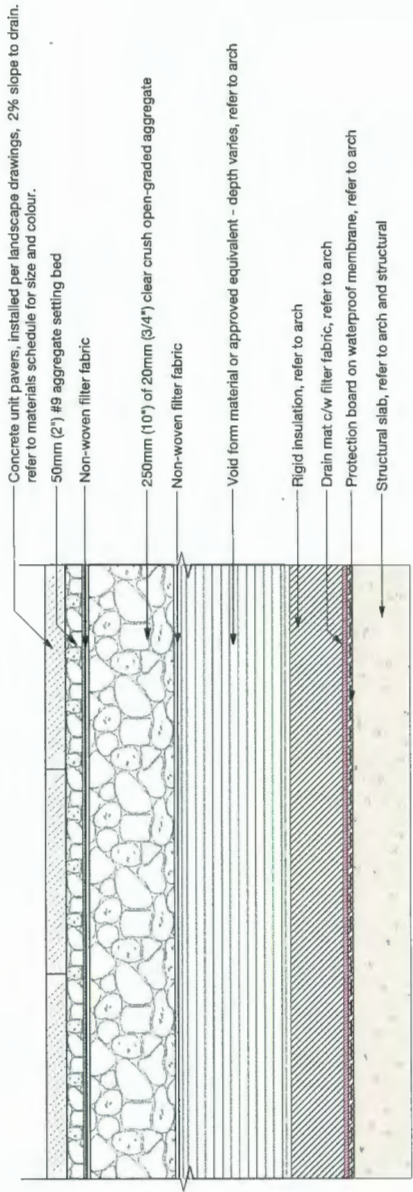 Concrete unit pavers, installed per landscape drawings, 2% slope to drain.
refer to materials schedule for size and colour.
50mm (2") #9 aggregate setting bed
Non-woven filter fabric
250mm (10") of 20mm (3/4") clear crush open-graded aggregate
Non-woven filter fabric
Void form material or approved equivalent - depth varies, refer to arch
Rigid insulation, refer to arch
Drain mat c/w filter fabric, refer to arch
Protection board on waterproof membrane, refer to arch
Structural slab, refer to arch and structural